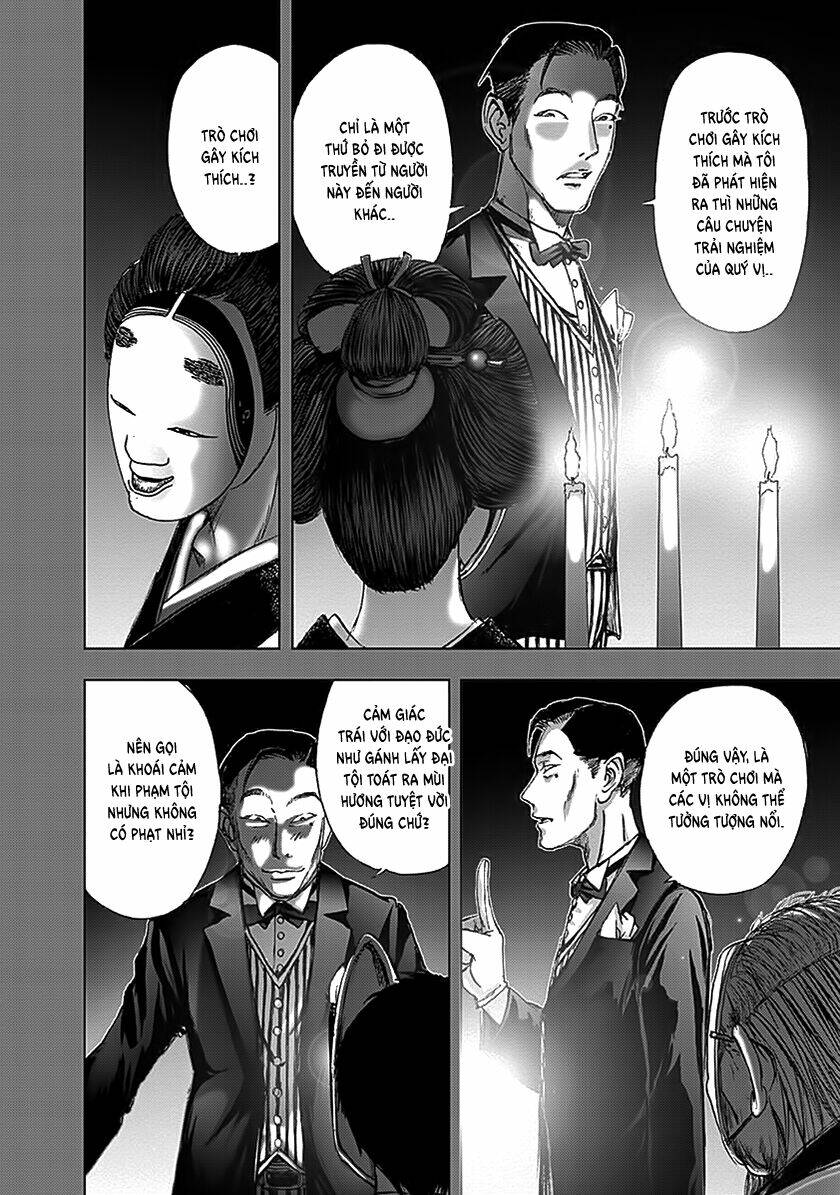 TRƯỚC TRÒ
CHƠI GÂY KÍCH
THÍCH MÀ TÔI
ĐÃ PHÁT HIỆN
RA THÌ NHỮNG
CÂU CHUYỆN
TRẢI NGHIỆM
CỦA QUÝ VỊ..
CHỈ LÀ MỘT
THỨ BỎ ĐI ĐƯỢC
TRUYỀN TỪ NGƯỜI
NÀY ĐẾN NGƯỜI
KHÁC..
TRÒ CHƠI
GÂY KÍCH
THÍCH..?
ĐÚNG VẬY, LÀ
MỘT TRÒ CHƠI MÀ
CÁC VỊ KHÔNG THỂ
TƯỞNG TƯỢNG NỔI.
CẢM GIÁC
TRÁI VỚI ĐẠO ĐỨC
NHƯ GÁNH LẤY ĐẠI
TỘI TOÁT RA MÙI
HƯƠNG TUYỆT VỜI
ĐÚNG CHỨ?
NÊN GỌI
LÀ KHOÁI CẢM
KHI PHẠM TỘI
NHƯNG KHÔNG
CÓ PHẠT NHỈ?